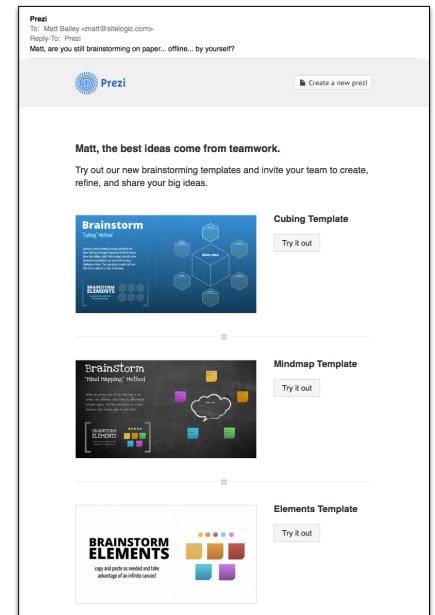 Prezi
To: Matt Bailey <matt@sitelogic.com>
Reply-To: Prezi
Matt, are you still brainstorming on paper... offline... by yourself?
Prezi
Create a new prezi
Matt, the best ideas come from teamwork.
Try out our new brainstorming templates and invite your team to create,
refine, and share your big ideas.
Brainstorm
"Cubing" Method
Main idea
BRAINSTORM
ELEMENTS
Cubing Template
Try it out
Brainstorm
"Mind Mapping" Method
BRAINSTORM
ELEMENTS
Mindmap Template
Try it out
BRAINSTORM
ELEMENTS
copy and paste as needed and take
advantage of an infinite canvas!
Elements Template
Try it out